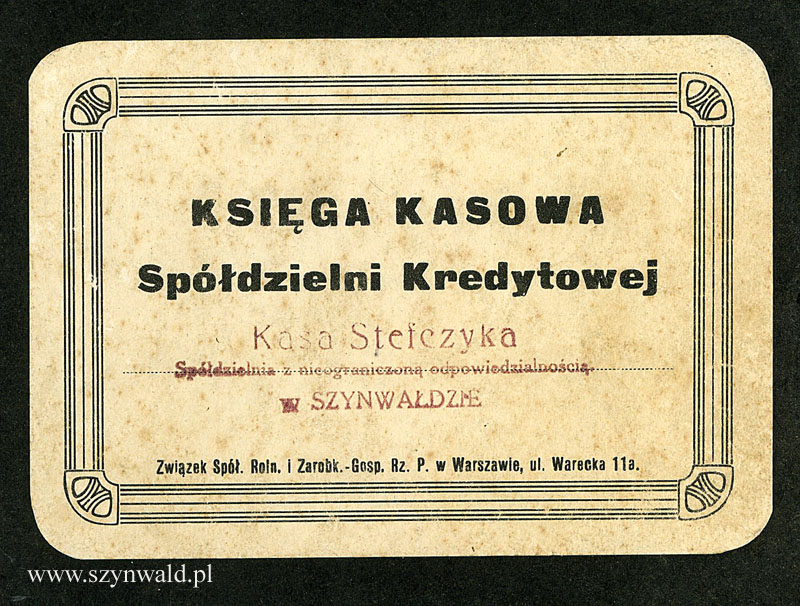 KSIĘGA KASOWA
Spółdzielni Kredytowej
Kasa Stefczyka
Spółdzielnia z nieograniczoną odpowiedzialnością.
w SZYNWAŁDZIE
Związek Spół. Roln. i Zarobk.-Gosp. Rz. P. w Warszawie, ul. Warecka 11a.
www.szynwald.pl